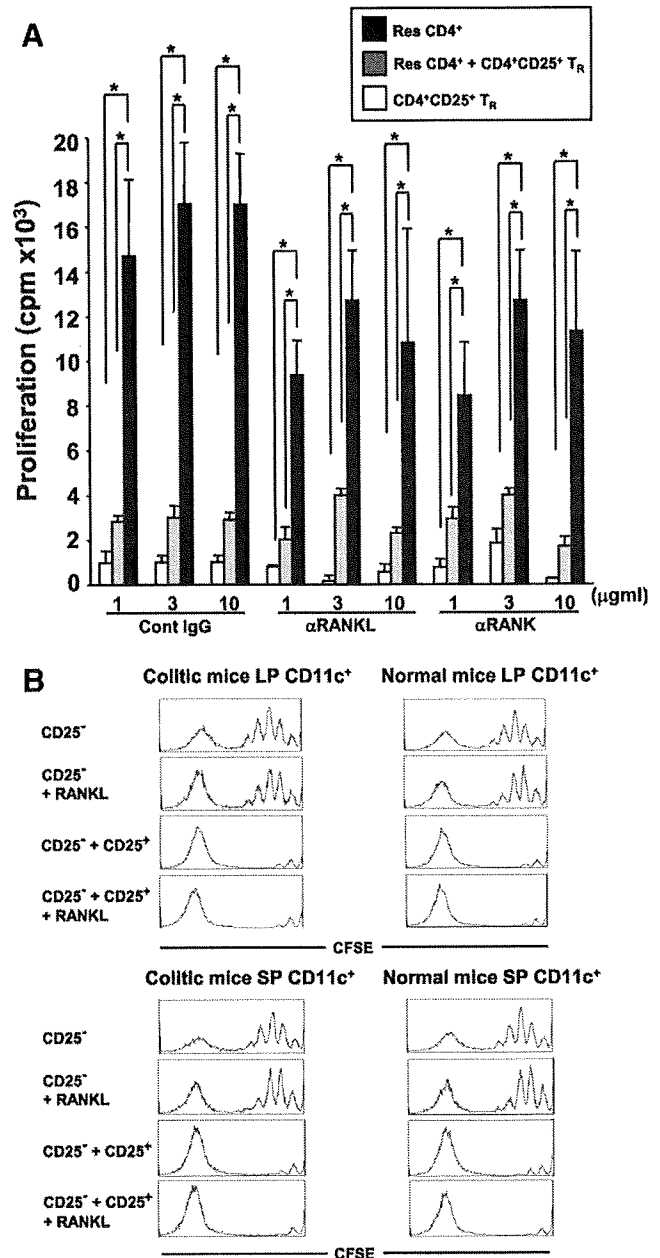 A
Res CD4⁺
Res CD4⁺ + CD4⁺CD25⁺ T_R
CD4⁺CD25⁺ T_R
* * * * * * * * *
* * * * * * * * *
Proliferation (cpm x10³)
20
18
16
14
12
10
8
6
4
2
0
1 3 10 1 3 10 1 3 10 (μgml)
Cont IgG αRANKL αRANK
B
Colitic mice LP CD11c⁺ Normal mice LP CD11c⁺
CD25⁻
CD25⁻
+ RANKL
CD25⁻ + CD25⁺
CD25⁻ + CD25⁺
+ RANKL
CFSE
Colitic mice SP CD11c⁺ Normal mice SP CD11c⁺
CD25⁻
CD25⁻
+ RANKL
CD25⁻ + CD25⁺
CD25⁻ + CD25⁺
+ RANKL
CFSE